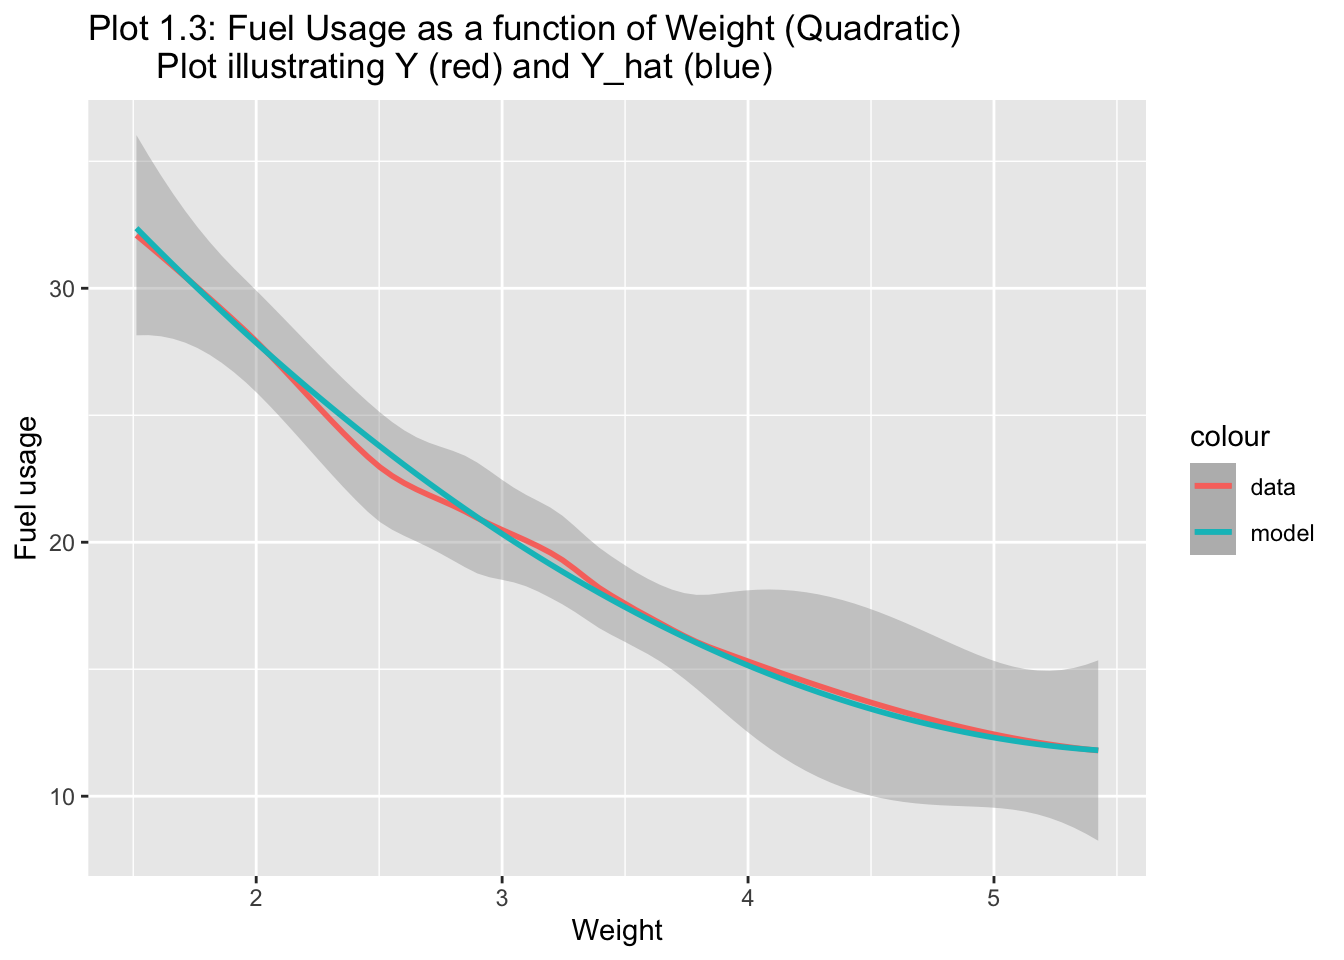 Plot 1.3: Fuel Usage as a function of Weight (Quadratic)
Plot illustrating Y (red) and Y_hat (blue)
30
20
10
Fuel usage
2
3
4
5
Weight
colour
data
model